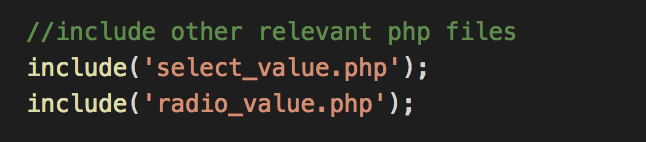 //include other relevant php files
include('select_value.php');
include('radio_value.php');